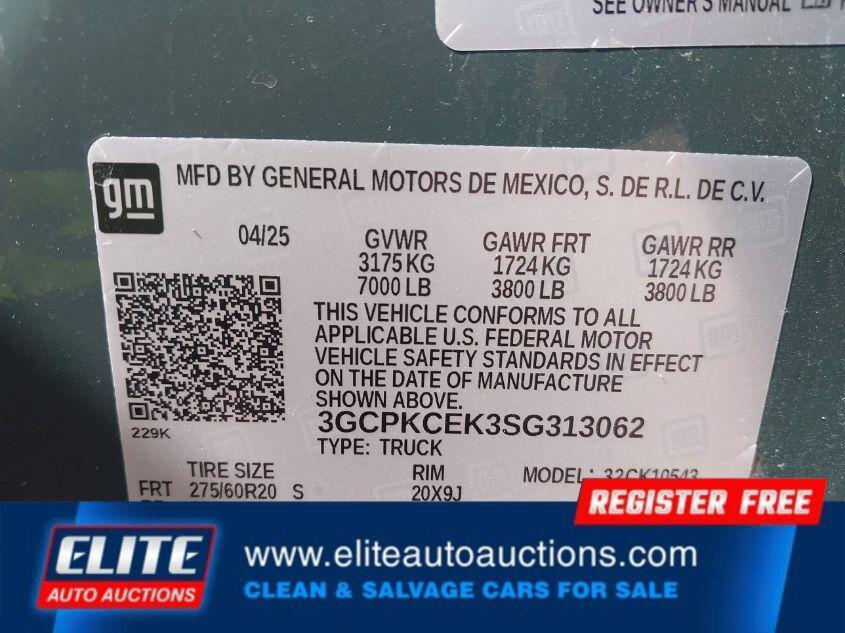 SEE OWNER'S MANUAL
gm
MFD BY GENERAL MOTORS DE MEXICO, S. DE R.L. DE C.V.
04/25 GVWR GAWR FRT GAWR RR
3175 KG 1724 KG 1724 KG
7000 LB 3800 LB 3800 LB
THIS VEHICLE CONFORMS TO ALL
APPLICABLE U.S. FEDERAL MOTOR
VEHICLE SAFETY STANDARDS IN EFFECT
ON THE DATE OF MANUFACTURE
SHOWN ABOVE.
229K
3GCPKCEK3SG313062
TYPE: TRUCK
TIRE SIZE RIM MODEL: 32CK10543
FRT 275/60R20 S 20X9J
REGISTER FREE
ELITE
AUTO AUCTIONS
www.eliteautoauctions.com
CLEAN & SALVAGE CARS FOR SALE